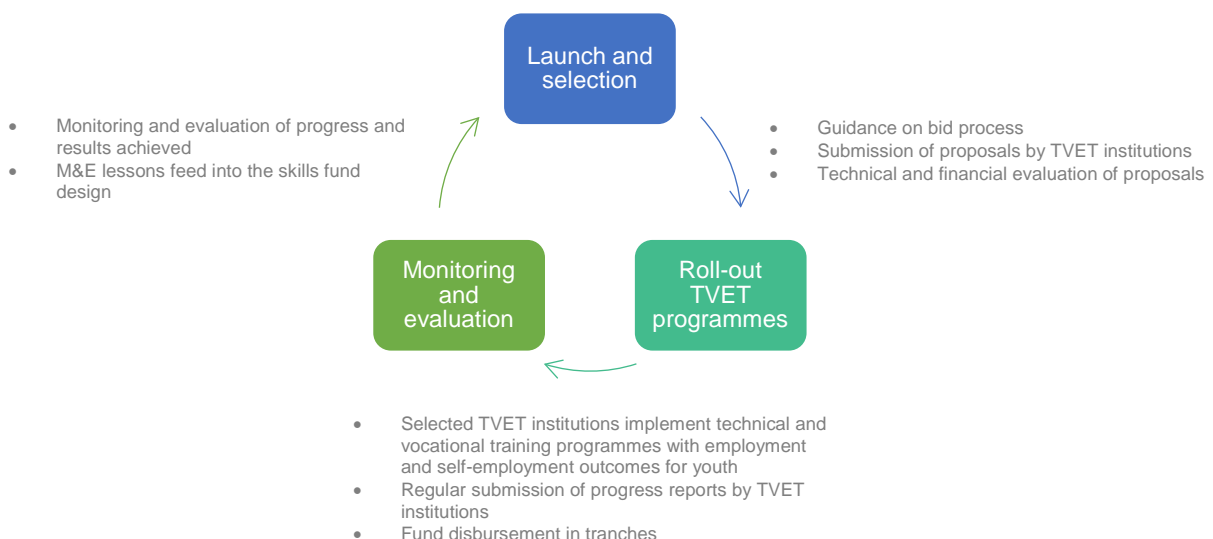 Launch and
selection
• Monitoring and evaluation of progress and
results achieved
• M&E lessons feed into the skills fund
design
• Guidance on bid process
• Submission of proposals by TVET institutions
• Technical and financial evaluation of proposals
Monitoring
and
evaluation
Roll-out
TVET
programmes
• Selected TVET institutions implement technical and
vocational training programmes with employment
and self-employment outcomes for youth
• Regular submission of progress reports by TVET
institutions
• Fund disbursement in tranches